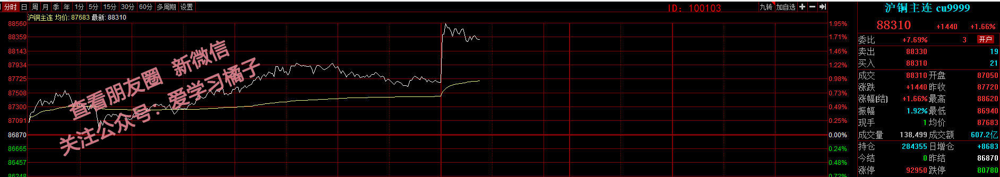 分时 日 周 月 季 年 1分 5分 15分 30分 60分 多周期 设置
ID：100103
九转 加自选
沪铜主连 均价: 87683 最新: 88310
88560
88359
88143
87934
87725
87508
87300
87091
86870
86665
86457
86248
查看朋友圈 新微信
关注公众号：爱学习橘子
1.95%
1.71%
1.46%
1.22%
0.98%
0.73%
0.49%
0.25%
0.00%
0.24%
0.48%
0.72%
沪铜主连 cu9999
88310 +1440 +1.66%
委比 +7.69% 3 开户
卖出 88330 19
买入 88310 21
成交 88310 开盘 87050
涨跌 +1440 昨收 87720
涨幅(结) +1.66% 最高 88620
振幅 1.92% 最低 86940
现手 1 均价 87683
成交量 138,499 成交额 607.2亿
持仓 284355 日增仓 +8683
今结 0 昨结 86870
涨停 92950 跌停 80780